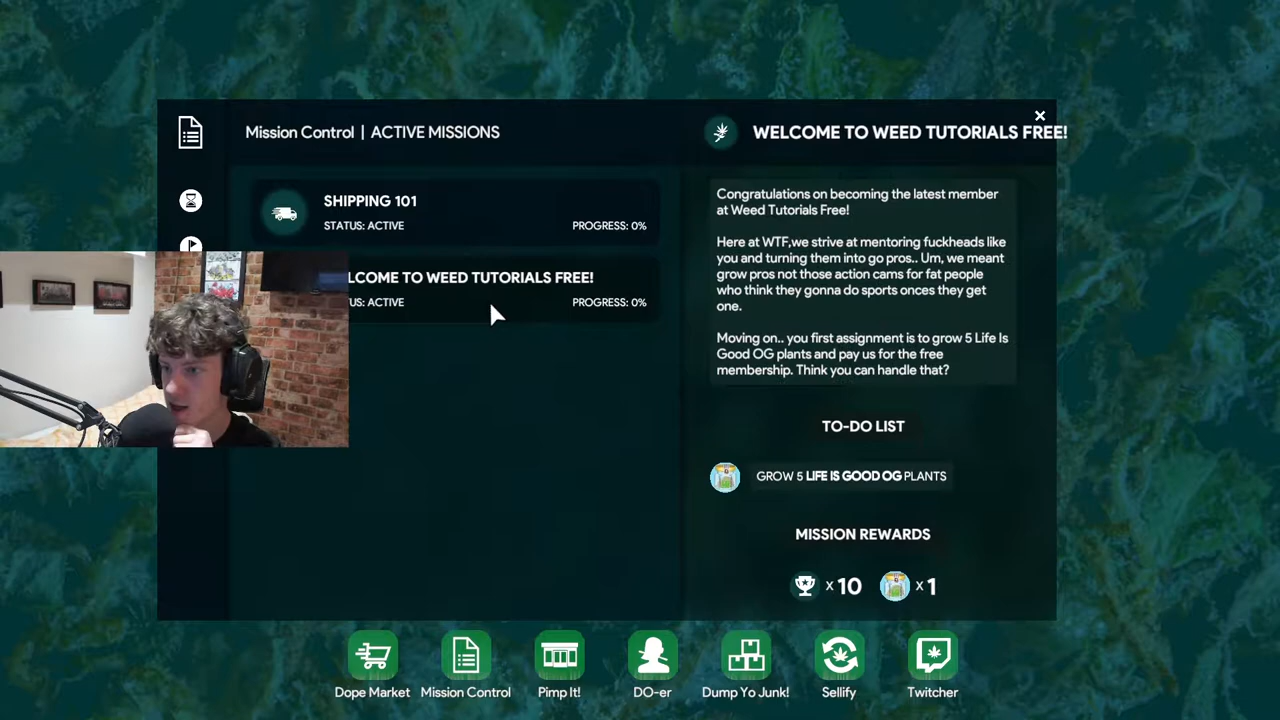 Mission Control | ACTIVE MISSIONS
SHIPPING 101
STATUS: ACTIVE
PROGRESS: 0%
LCOME TO WEED TUTORIALS FREE!
US: ACTIVE
PROGRESS: 0%
WELCOME TO WEED TUTORIALS FREE!
Congratulations on becoming the latest member
at Weed Tutorials Free!
Here at WTF,we strive at mentoring fuckheads like
you and turning them into go pros.. Um, we meant
grow pros not those action cams for fat people
who think they gonna do sports onces they get
one.
Moving on.. you first assignment is to grow 5 Life Is
Good OG plants and pay us for the free
membership. Think you can handle that?
TO-DO LIST
GROW 5 LIFE IS GOOD OG PLANTS
MISSION REWARDS
x 10
x 1
Dope Market
Mission Control
Pimp It!
DO-er
Dump Yo Junk!
Sellify
Twitcher